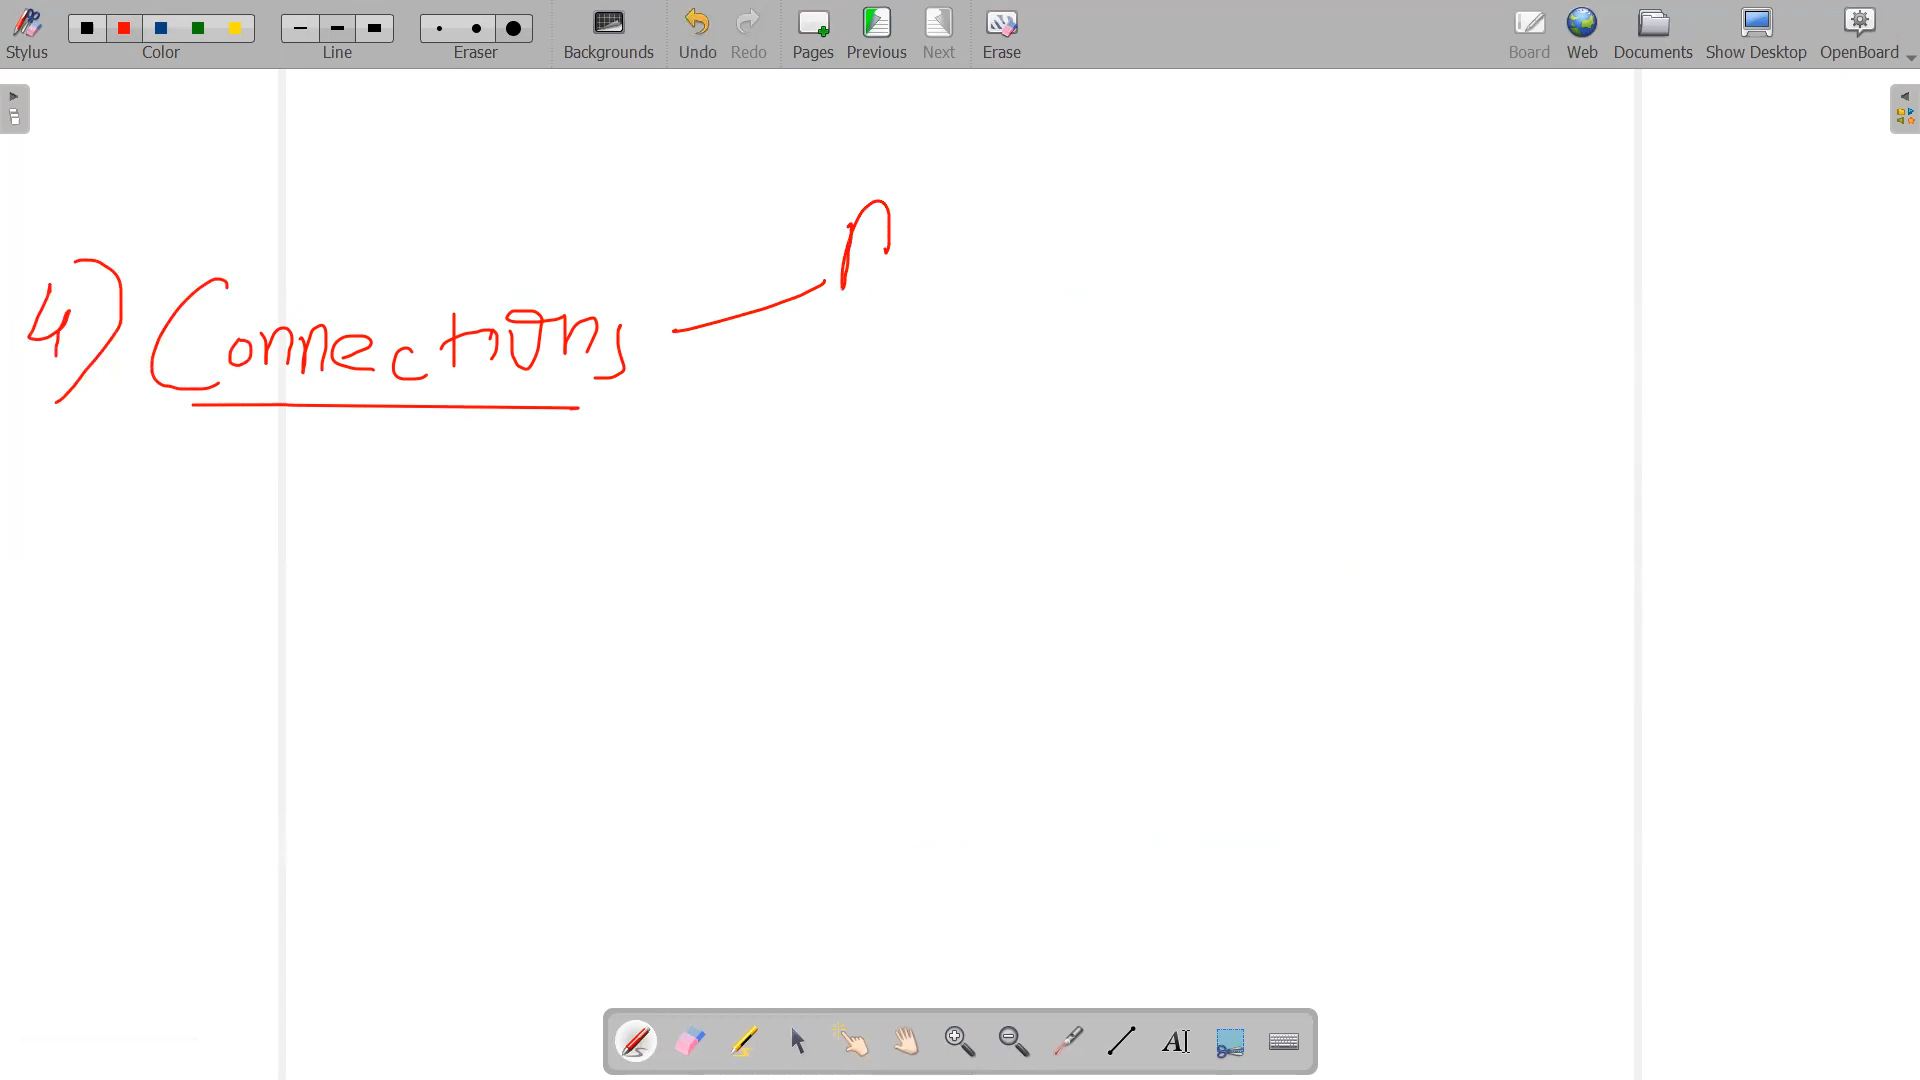 Stylus Color Line Eraser Backgrounds Undo Redo Pages Previous Next Erase Board Web Documents Show Desktop OpenBoard
4) Connections
AI